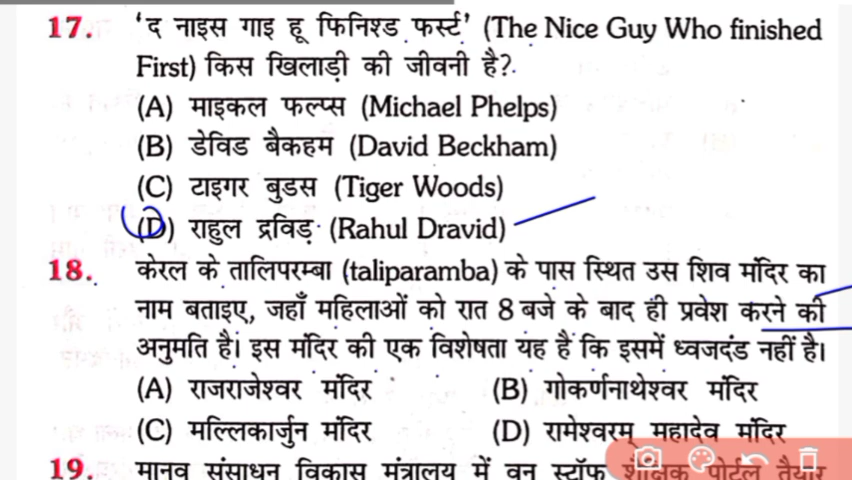 17. ‘द नाइस गाइ हू फिनिश्ड फर्स्ट’ (The Nice Guy Who finished
First) किस खिलाड़ी की जीवनी है?
(A) माइकल फल्प्स (Michael Phelps)
(B) डेविड बैकहम (David Beckham)
(C) टाइगर बुडस (Tiger Woods)
(D) राहुल द्रविड़ (Rahul Dravid)
18. केरल के तालिपरम्बा (taliparamba) के पास स्थित उस शिव मंदिर का
नाम बताइए, जहाँ महिलाओं को रात 8 बजे के बाद ही प्रवेश करने की
अनुमति है। इस मंदिर की एक विशेषता यह है कि इसमें ध्वजदंड नहीं है।
(A) राजराजेश्वर मंदिर (B) गोकर्णनाथेश्वर मंदिर
(C) मल्लिकार्जुन मंदिर (D) रामेश्वरम् महादेव मंदिर
19. मानव संसाधन विकास मंत्रालय में वन स्टॉफ शैक्षिक पोर्टल तैयार